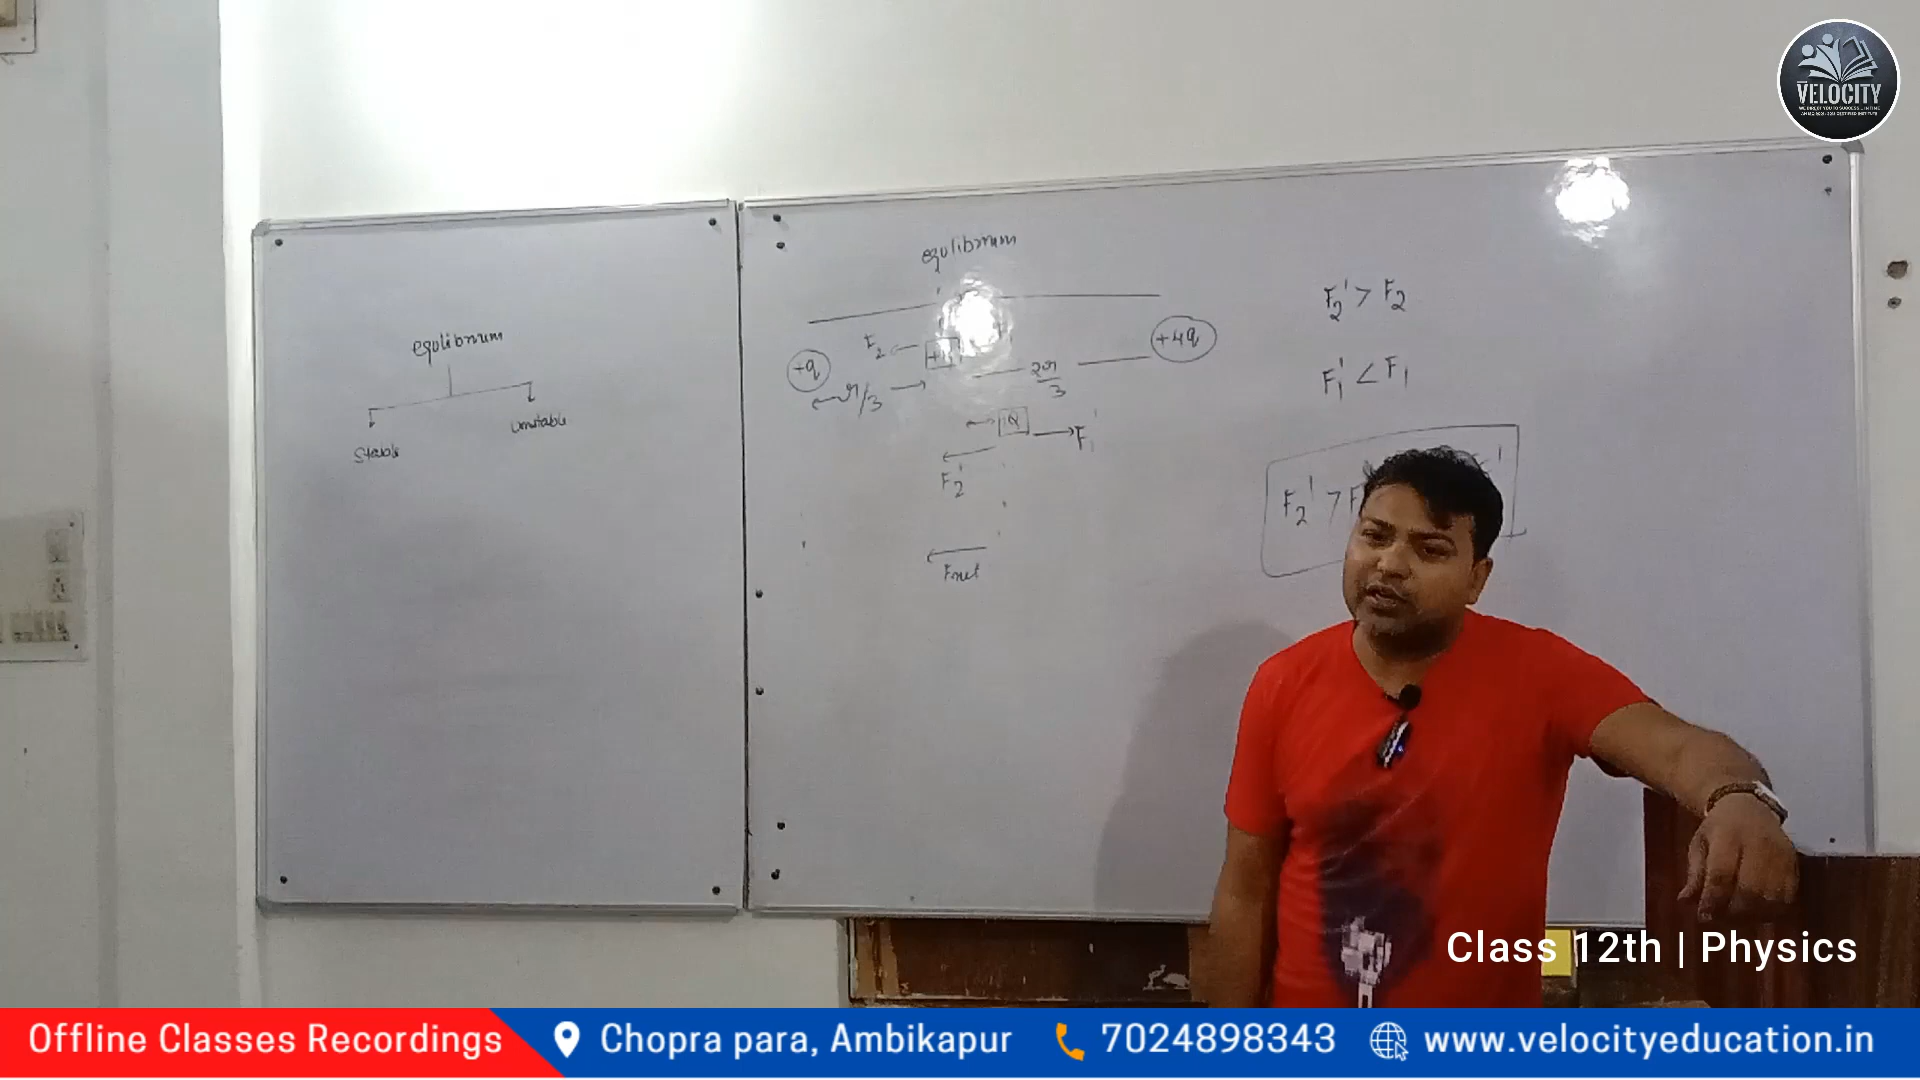 VELOCITY
equlibrium
Stable
Unstable
equlibrium
F2
+q
r/3
2r/3
+4q
F1'
F2'
Fnet
F2' > F2
F1' < F1
F2' > F
Class 12th | Physics
Offline Classes Recordings
Chopra para, Ambikapur
7024898343
www.velocityeducation.in